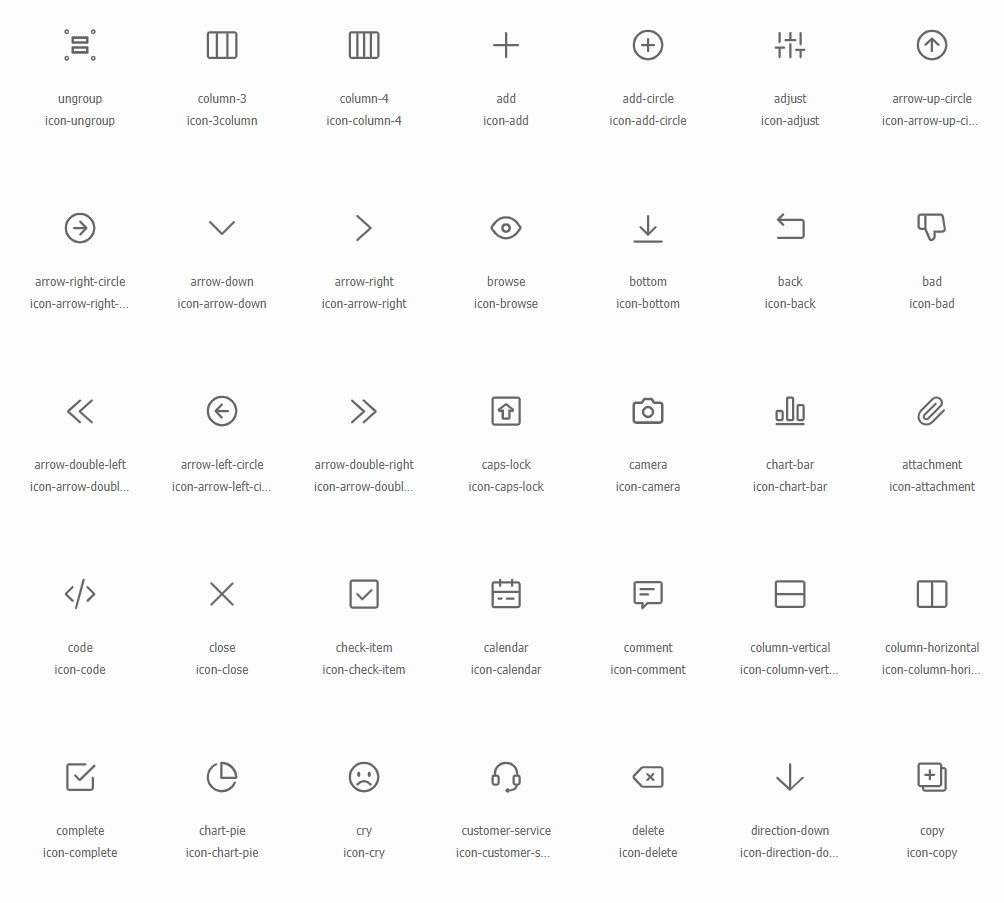 ungroup
column-3
column-4
add
add-circle
adjust
arrow-up-circle
icon-ungroup
icon-3column
icon-column-4
icon-add
icon-add-circle
icon-adjust
icon-arrow-up-ci...
arrow-right-circle
arrow-down
arrow-right
browse
bottom
back
bad
icon-arrow-right-...
icon-arrow-down
icon-arrow-right
icon-browse
icon-bottom
icon-back
icon-bad
arrow-double-left
arrow-left-circle
arrow-double-right
caps-lock
camera
chart-bar
attachment
icon-arrow-doubl...
icon-arrow-left-ci...
icon-arrow-doubl...
icon-caps-lock
icon-camera
icon-chart-bar
icon-attachment
code
close
check-item
calendar
comment
column-vertical
column-horizontal
icon-code
icon-close
icon-check-item
icon-calendar
icon-comment
icon-column-vert...
icon-column-hori...
complete
chart-pie
cry
customer-service
delete
direction-down
copy
icon-complete
icon-chart-pie
icon-cry
icon-customer-s...
icon-delete
icon-direction-do...
icon-copy